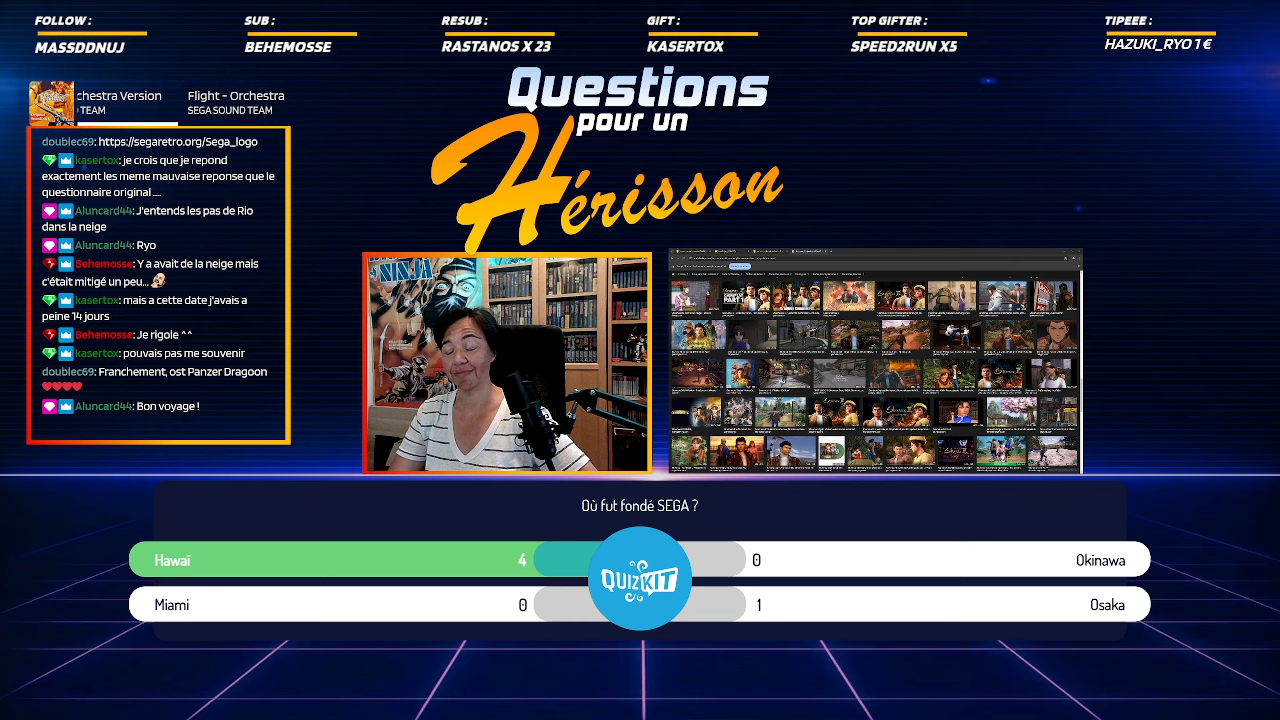 FOLLOW :
MASSDDNUJ
SUB :
BEHEMOSSE
RESUB :
RASTANOS X 23
GIFT :
KASERTOX
TOP GIFTER :
SPEED2RUN X5
TIPEEE :
HAZUKI_RYO 1 €
chestra Version
TEAM
Flight - Orchestra
SEGA SOUND TEAM
doublec69: https://segaretro.org/Sega_logo
kasertox: je crois que je repond
exactement les meme mauvaise reponse que le
questionnaire original ....
Aluncard44: J'entends les pas de Rio
dans la neige
Aluncard44: Ryo
Behemosse: Y a avait de la neige mais
c'était mitigé un peu...
kasertox: mais a cette date j'avais a
peine 14 jours
Behemosse: Je rigole ^^
kasertox: pouvais pas me souvenir
doublec69: Franchement, ost Panzer Dragoon
Aluncard44: Bon voyage !
Questions
pour un
Hérisson
NINJA
Où fut fondé SEGA ?
Hawaï 4
0 Okinawa
Miami 0
1 Osaka
QUIZKIT